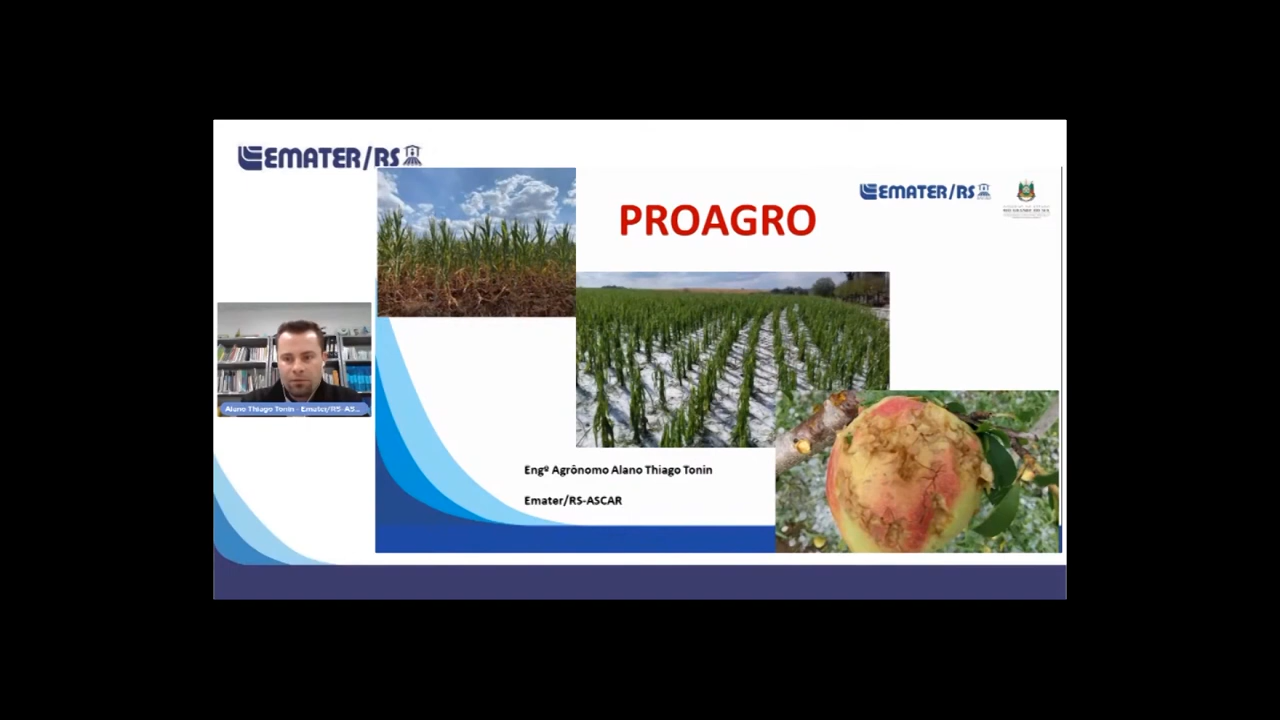 EMATER/RS
EMATER/RS
PROAGRO
Alano Thiago Tonin - Emater/RS-AS...
Engº Agrônomo Alano Thiago Tonin
Emater/RS-ASCAR